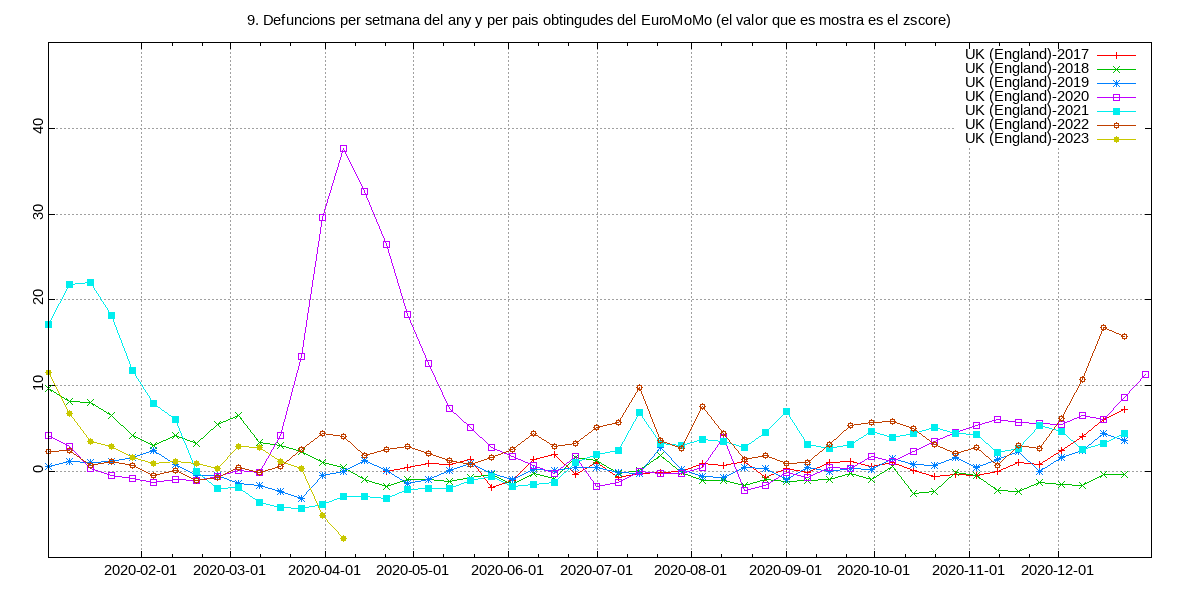 9. Defuncions per setmana del any y per pais obtingudes del EuroMoMo (el valor que es mostra es el zscore)
UK (England)-2017
UK (England)-2018
UK (England)-2019
UK (England)-2020
UK (England)-2021
UK (England)-2022
UK (England)-2023
40
30
20
10
0
2020-02-01 2020-03-01 2020-04-01 2020-05-01 2020-06-01 2020-07-01 2020-08-01 2020-09-01 2020-10-01 2020-11-01 2020-12-01